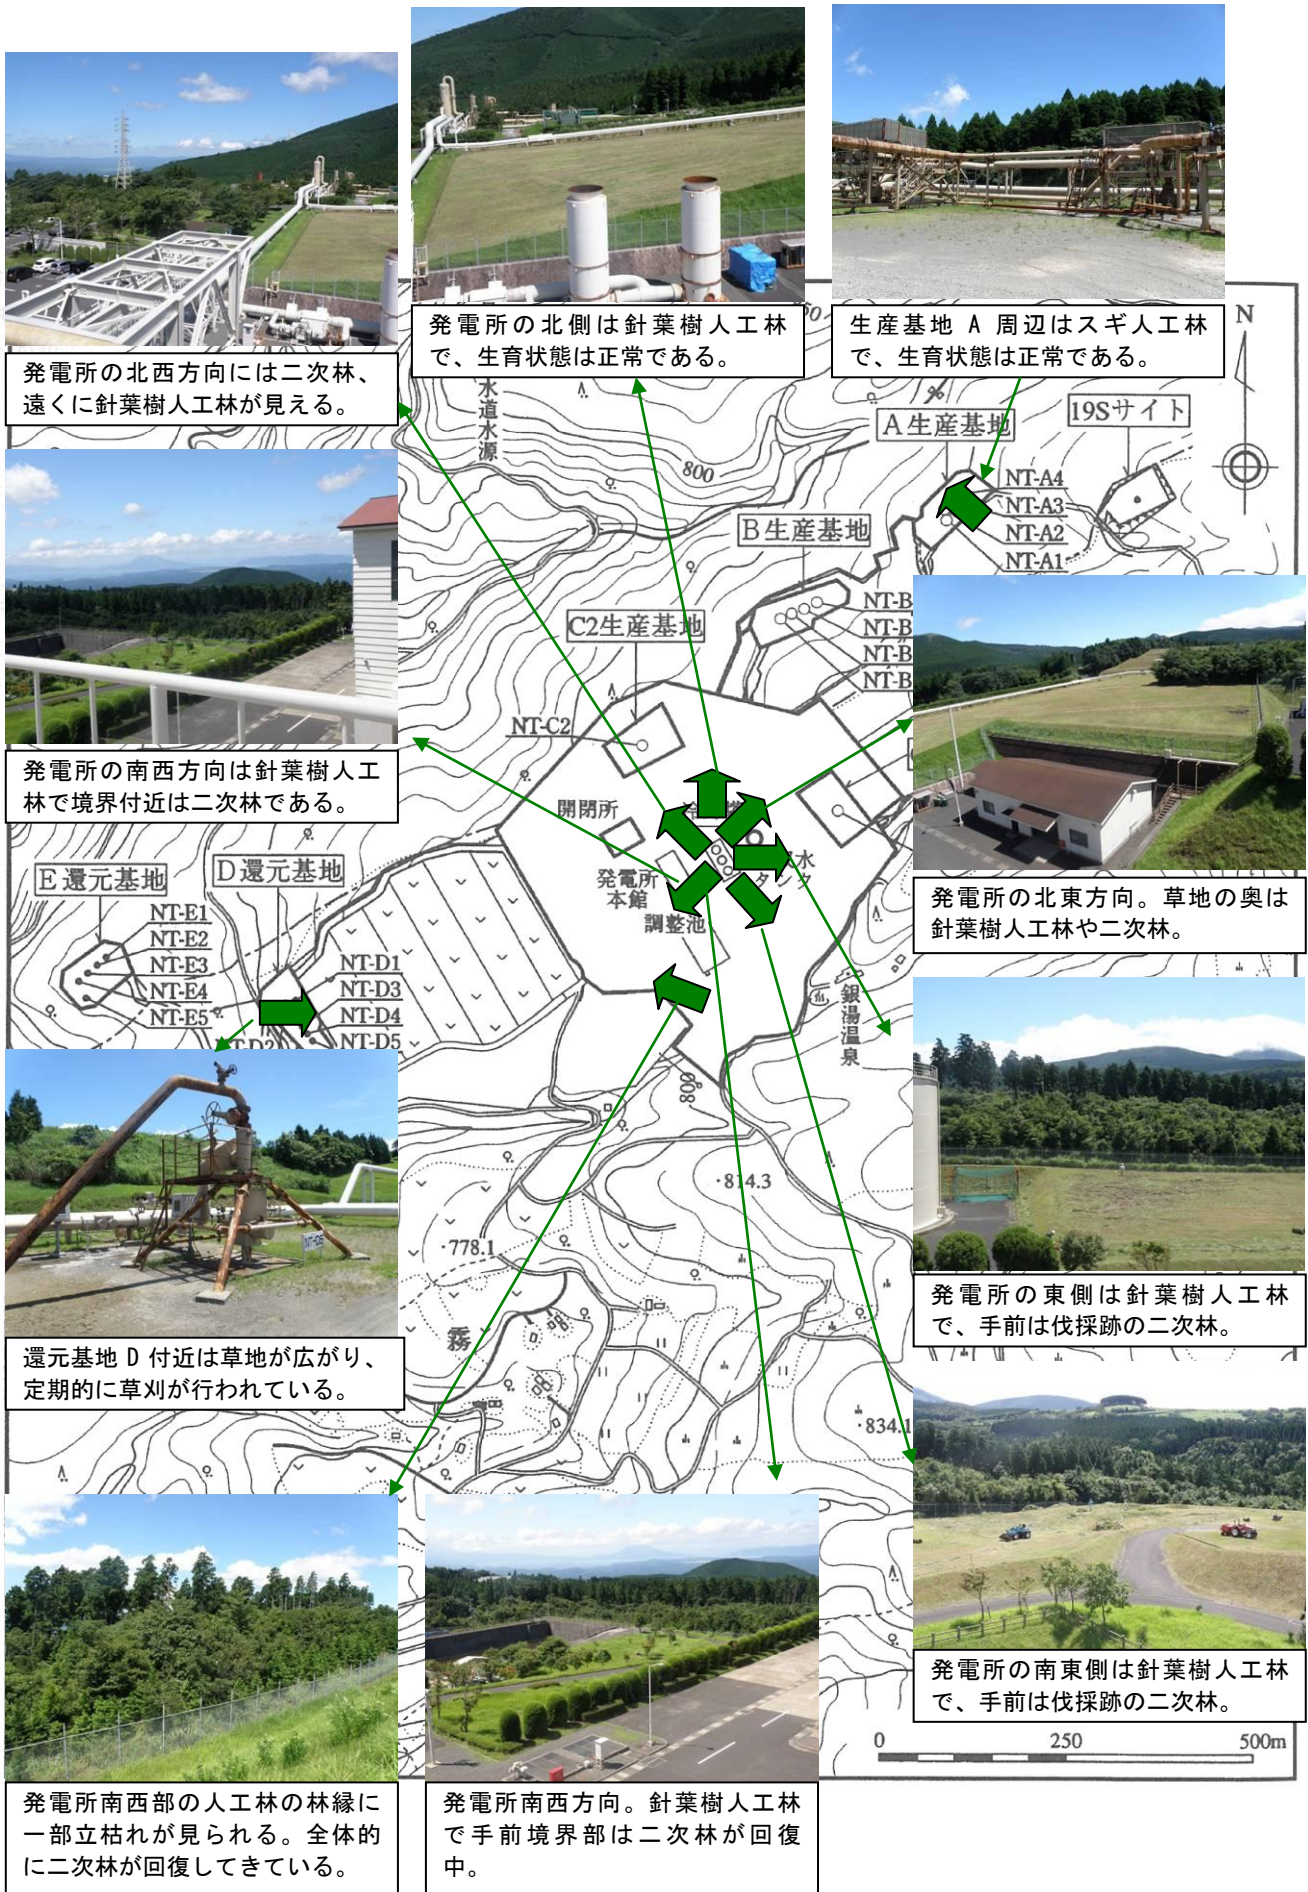 発電所の北西方向には二次林、
遠くに針葉樹人工林が見える。
発電所の北側は針葉樹人工林
で、生育状態は正常である。
生産基地 A 周辺はスギ人工林
で、生育状態は正常である。
N
水道水源
800
A生産基地
19Sサイト
NT-A4
NT-A3
NT-A2
NT-A1
B生産基地
NT-B
NT-B
NT-B
NT-B
C2生産基地
NT-C2
発電所の南西方向は針葉樹人工
林で境界付近は二次林である。
開閉所
発電所
本館
調整池
タンク
発電所の北東方向。草地の奥は
針葉樹人工林や二次林。
E還元基地
NT-E1
NT-E2
NT-E3
NT-E4
NT-E5
D還元基地
NT-D1
NT-D3
NT-D4
NT-D5
NT-D2
銀湯温泉
808
還元基地 D 付近は草地が広がり、
定期的に草刈が行われている。
・814.3
・778.1
霧
・834.1
発電所の東側は針葉樹人工林
で、手前は伐採跡の二次林。
発電所の南東側は針葉樹人工林
で、手前は伐採跡の二次林。
0 250 500m
発電所南西部の人工林の林縁に
一部立枯れが見られる。全体的
に二次林が回復してきている。
発電所南西方向。針葉樹人工林
で手前境界部は二次林が回復
中。